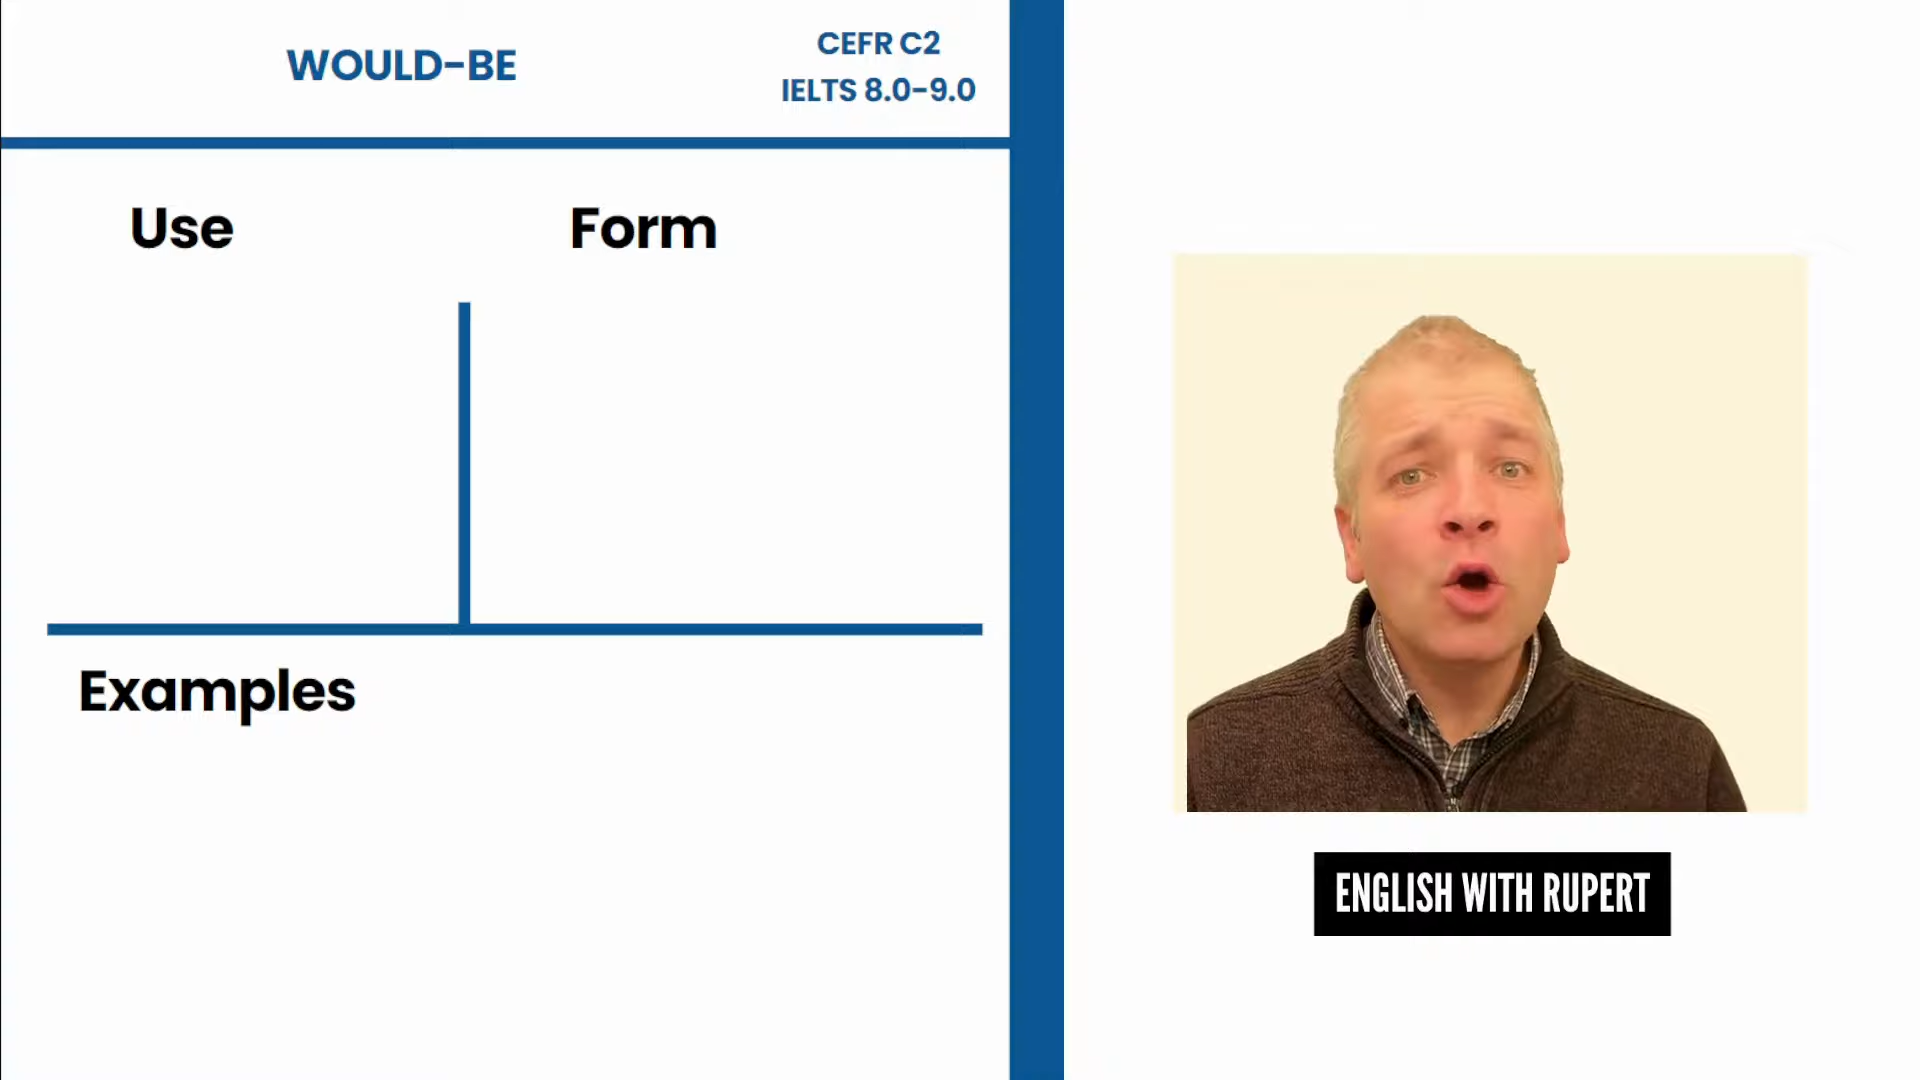 WOULD-BE
CEFR C2
IELTS 8.0-9.0
Use
Form
Examples
ENGLISH WITH RUPERT